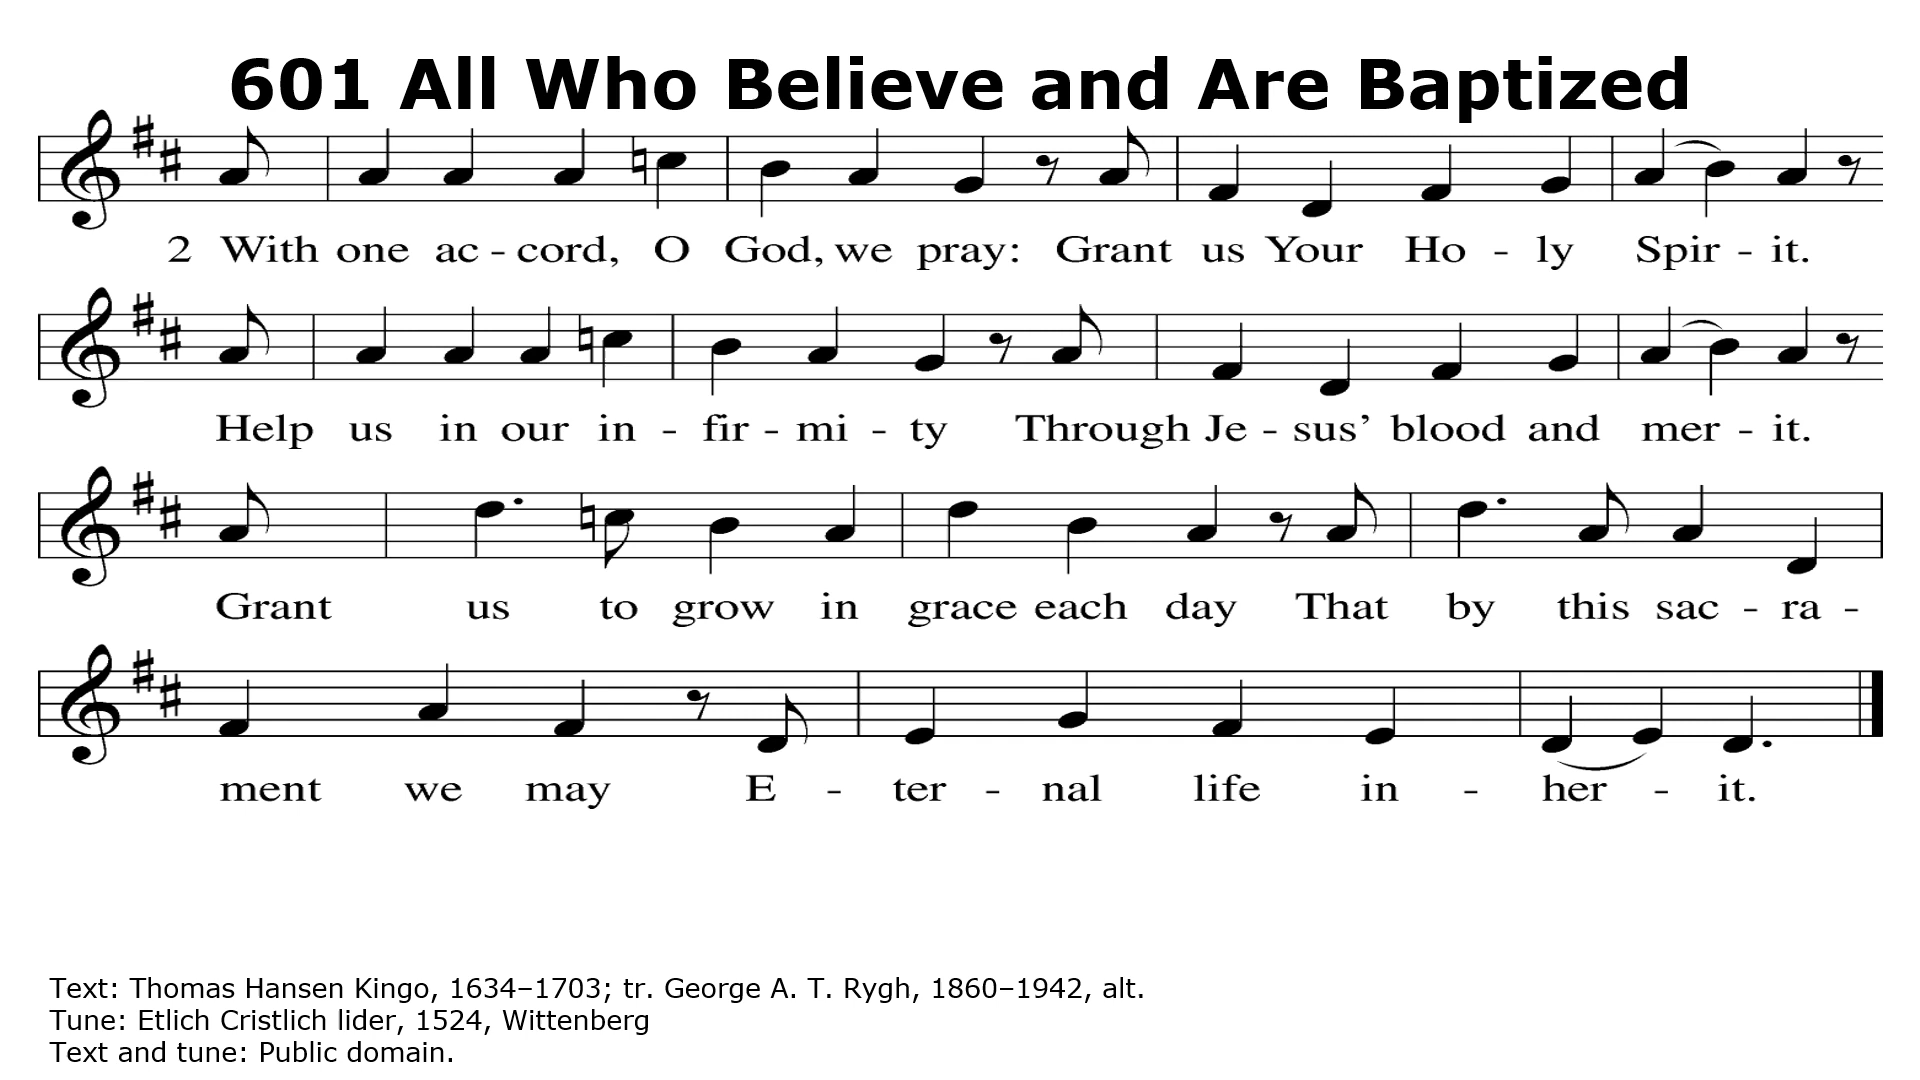 601 All Who Believe and Are Baptized
2 With one ac - cord, O God, we pray: Grant us Your Ho - ly Spir - it.
Help us in our in - fir - mi - ty Through Je - sus’ blood and mer - it.
Grant us to grow in grace each day That by this sac - ra -
ment we may E - ter - nal life in - her - it.
Text: Thomas Hansen Kingo, 1634–1703; tr. George A. T. Rygh, 1860–1942, alt.
Tune: Etlich Cristlich lider, 1524, Wittenberg
Text and tune: Public domain.